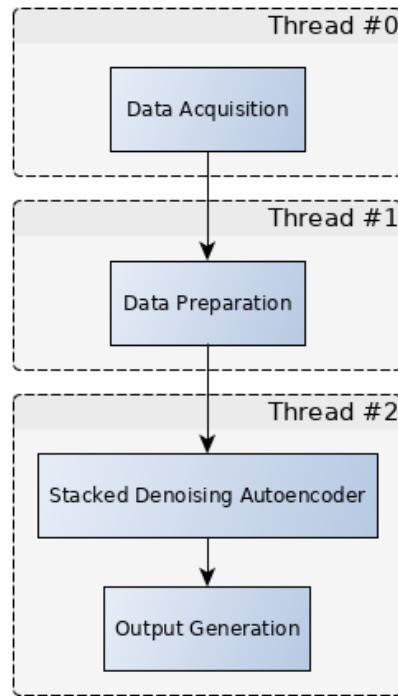 Thread #0
Data Acquisition
Thread #1
Data Preparation
Thread #2
Stacked Denoising Autoencoder
Output Generation